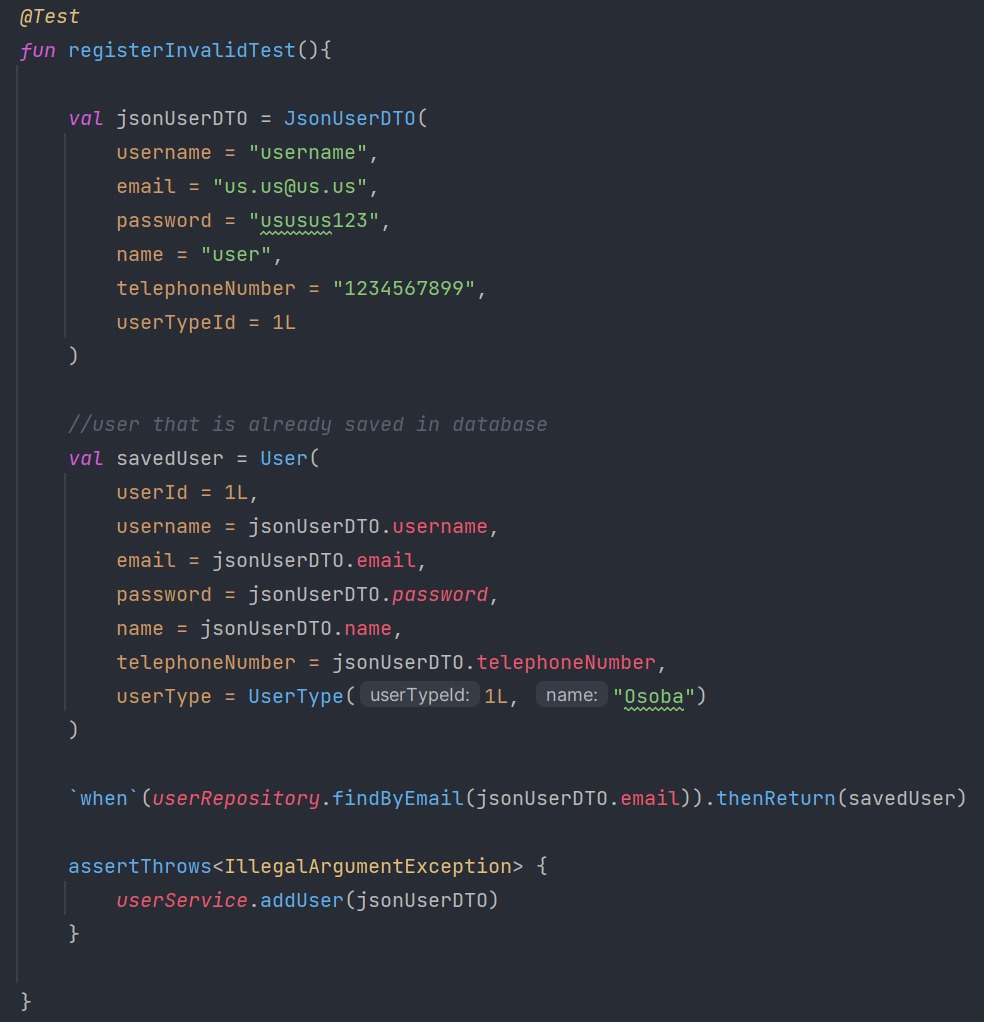 @Test
fun registerInvalidTest(){
val jsonUserDTO = JsonUserDTO(
username = "username",
email = "us.us@us.us",
password = "ususus123",
name = "user",
telephoneNumber = "1234567899",
userTypeId = 1L
)
//user that is already saved in database
val savedUser = User(
userId = 1L,
username = jsonUserDTO.username,
email = jsonUserDTO.email,
password = jsonUserDTO.password,
name = jsonUserDTO.name,
telephoneNumber = jsonUserDTO.telephoneNumber,
userType = UserType( userTypeId: 1L, name: "Osoba")
)
`when`(userRepository.findByEmail(jsonUserDTO.email)).thenReturn(savedUser)
assertThrows<IllegalArgumentException> {
userService.addUser(jsonUserDTO)
}
}